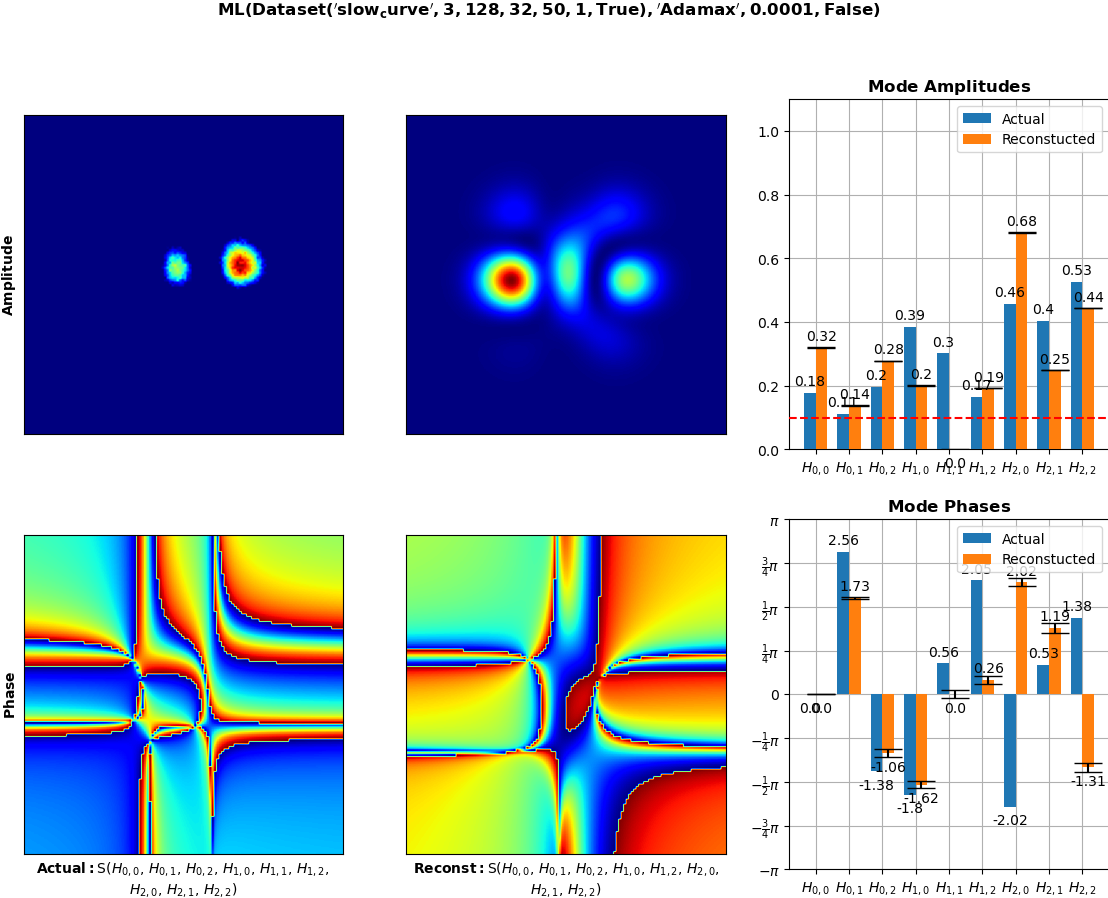 ML(Dataset(′slow_curve′, 3, 128, 32, 50, 1, True), ′Adamax′, 0.0001, False)
Mode Amplitudes
Amplitude
Actual
Reconstucted
1.0
0.8
0.6
0.4
0.2
0.0
0.18 0.32 0.11 0.14 0.2 0.28 0.39 0.2 0.3 0.0 0.17 0.19 0.46 0.68 0.4 0.25 0.53 0.44
H0,0 H0,1 H0,2 H1,0 H1,1 H1,2 H2,0 H2,1 H2,2
Mode Phases
Phase
Actual
Reconstucted
π
3/4π
1/2π
1/4π
0
−1/4π
−1/2π
−3/4π
−π
0.0 0.0 2.56 1.73 -1.38 -1.06 -1.8 -1.62 0.56 0.0 2.05 0.26 -2.02 2.02 0.53 1.19 1.38 -1.31
H0,0 H0,1 H0,2 H1,0 H1,1 H1,2 H2,0 H2,1 H2,2
Actual: S(H0,0, H0,1, H0,2, H1,0, H1,1, H1,2,
H2,0, H2,1, H2,2)
Reconst: S(H0,0, H0,1, H0,2, H1,0, H1,2, H2,0,
H2,1, H2,2)